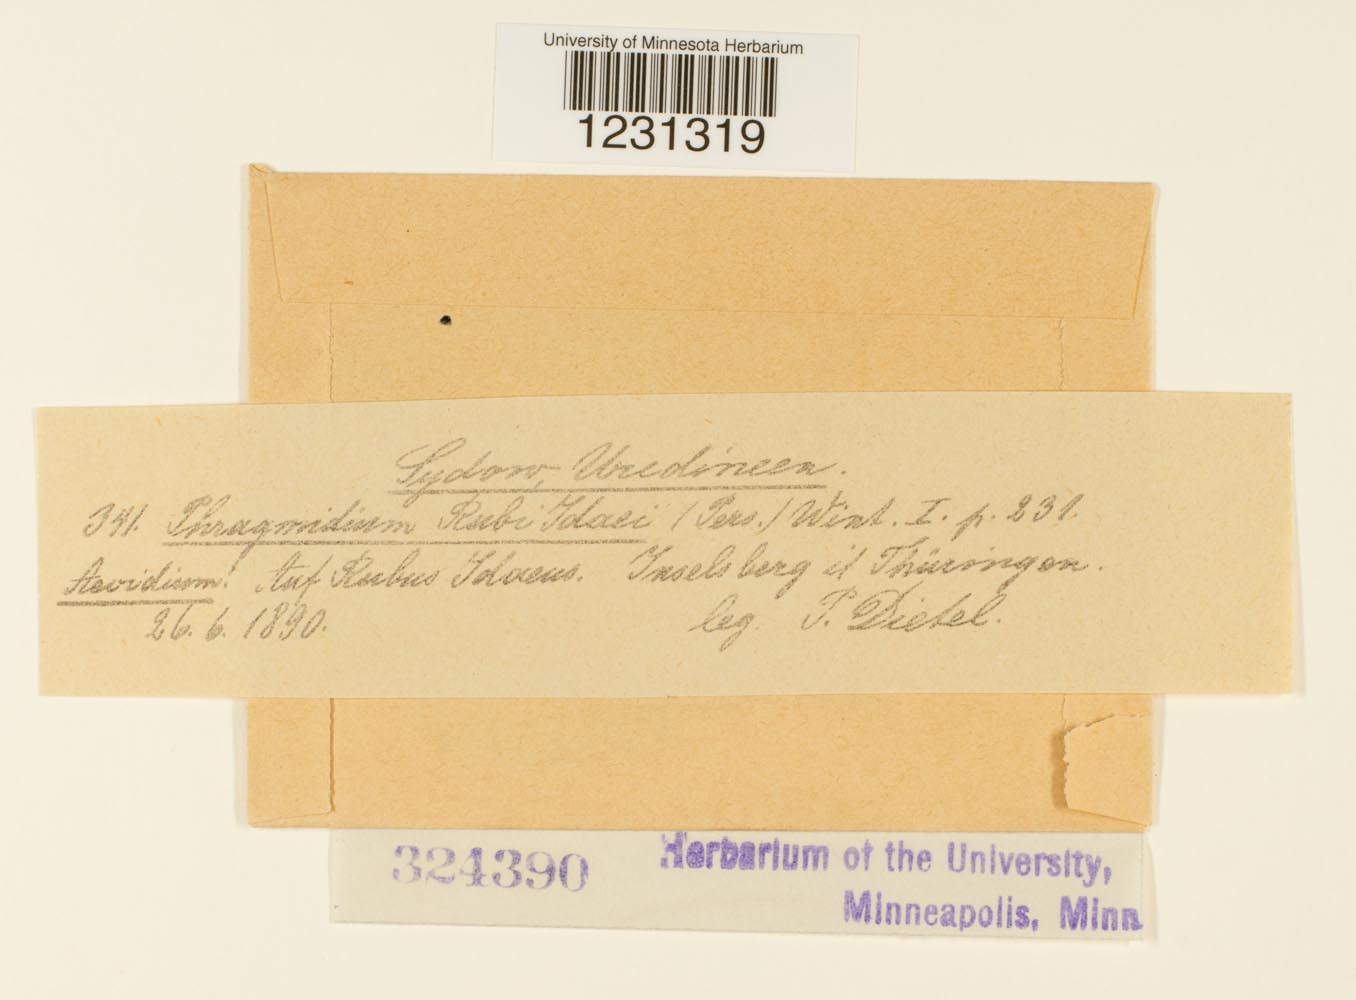 University of Minnesota Herbarium
1231319
Sydow, Uredineen.
341. Phragmidium Rubi Idaei (Pers.) Wint. I. p. 231.
Aecidium! Auf Rubus Idaeus. Inselsberg i/ Thüringen.
26. 6. 1890. leg. P. Dietel.
324390 Herbarium of the University,
Minneapolis, Minn